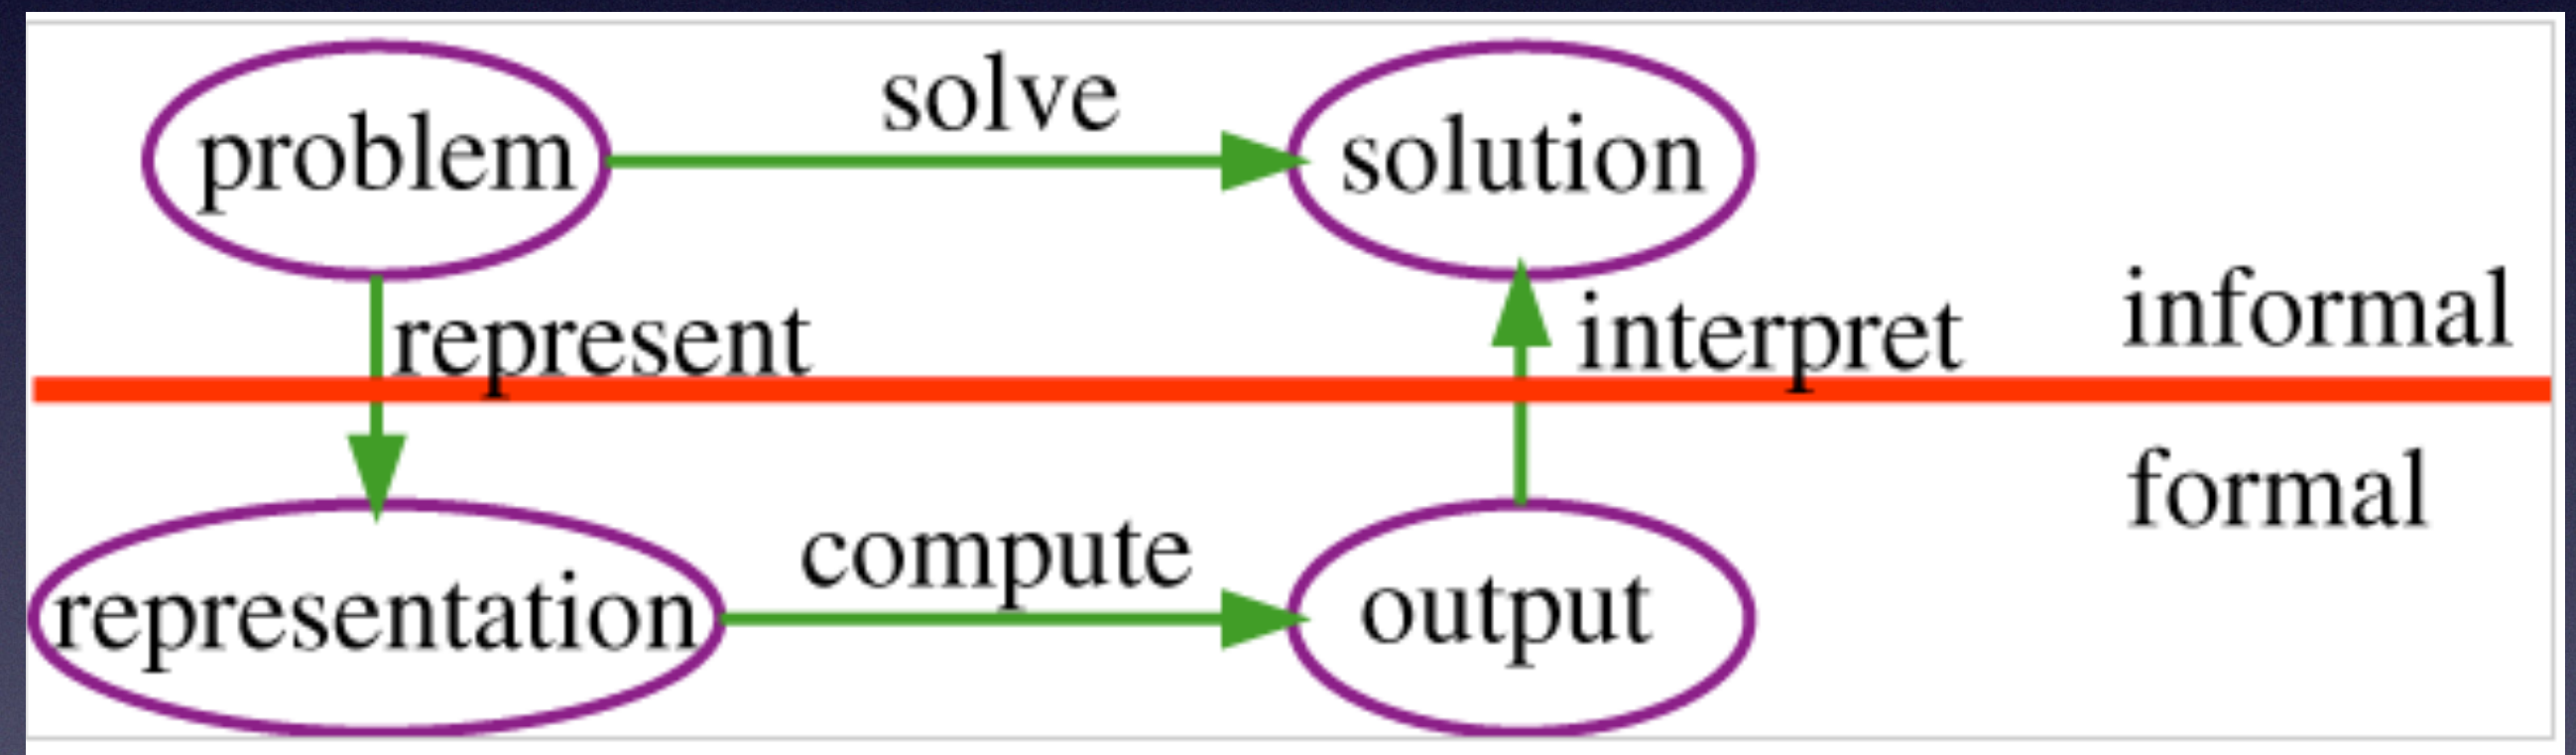 solve
problem
solution
represent
interpret
informal
formal
compute
representation
output